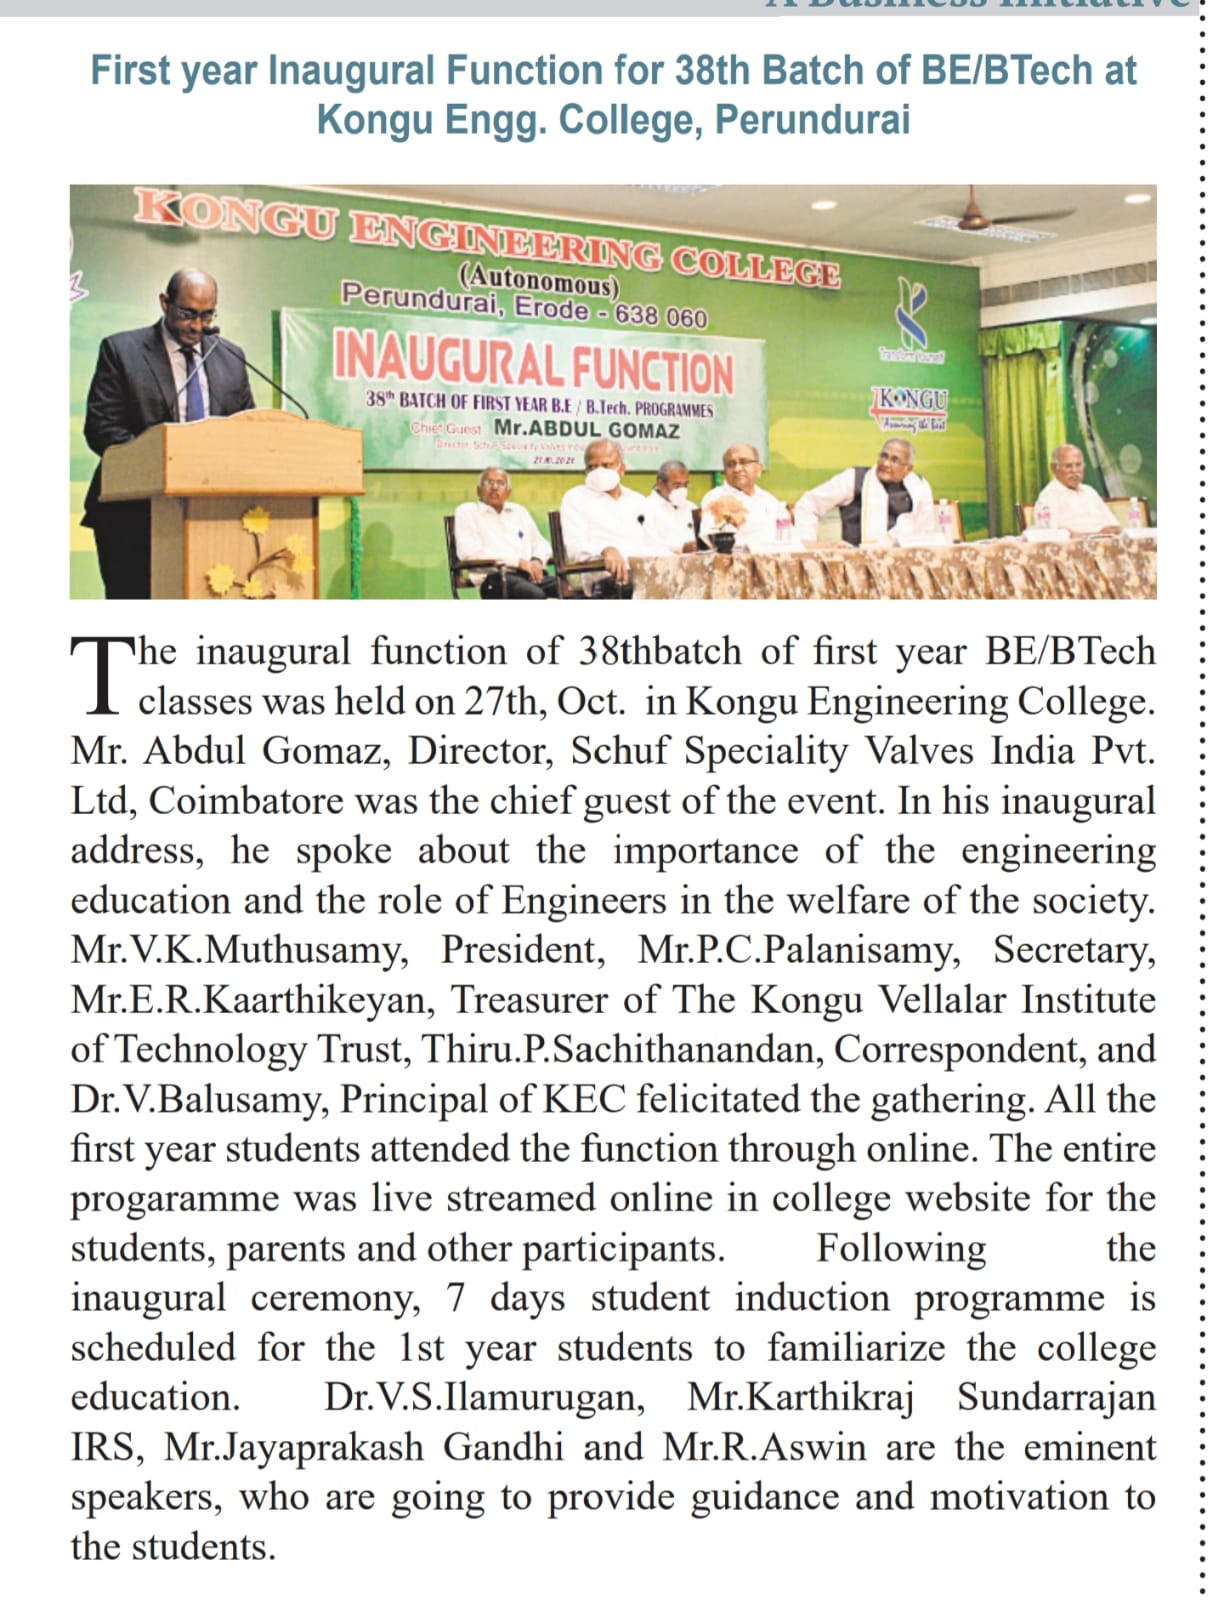 A Business Initiative
First year Inaugural Function for 38th Batch of BE/BTech at
Kongu Engg. College, Perundurai
KONGU ENGINEERING COLLEGE
(Autonomous)
Perundurai, Erode - 638 060
INAUGURAL FUNCTION
38th BATCH OF FIRST YEAR B.E / B.Tech. PROGRAMMES
Chief Guest Mr.ABDUL GOMAZ
Director, Schuf Speciality Valves
27.10.2021
Transform Yourself
KONGU
The inaugural function of 38thbatch of first year BE/BTech
classes was held on 27th, Oct. in Kongu Engineering College.
Mr. Abdul Gomaz, Director, Schuf Speciality Valves India Pvt.
Ltd, Coimbatore was the chief guest of the event. In his inaugural
address, he spoke about the importance of the engineering
education and the role of Engineers in the welfare of the society.
Mr.V.K.Muthusamy, President, Mr.P.C.Palanisamy, Secretary,
Mr.E.R.Kaarthikeyan, Treasurer of The Kongu Vellalar Institute
of Technology Trust, Thiru.P.Sachithanandan, Correspondent, and
Dr.V.Balusamy, Principal of KEC felicitated the gathering. All the
first year students attended the function through online. The entire
progaramme was live streamed online in college website for the
students, parents and other participants. Following the
inaugural ceremony, 7 days student induction programme is
scheduled for the 1st year students to familiarize the college
education. Dr.V.S.Ilamurugan, Mr.Karthikraj Sundarrajan
IRS, Mr.Jayaprakash Gandhi and Mr.R.Aswin are the eminent
speakers, who are going to provide guidance and motivation to
the students.